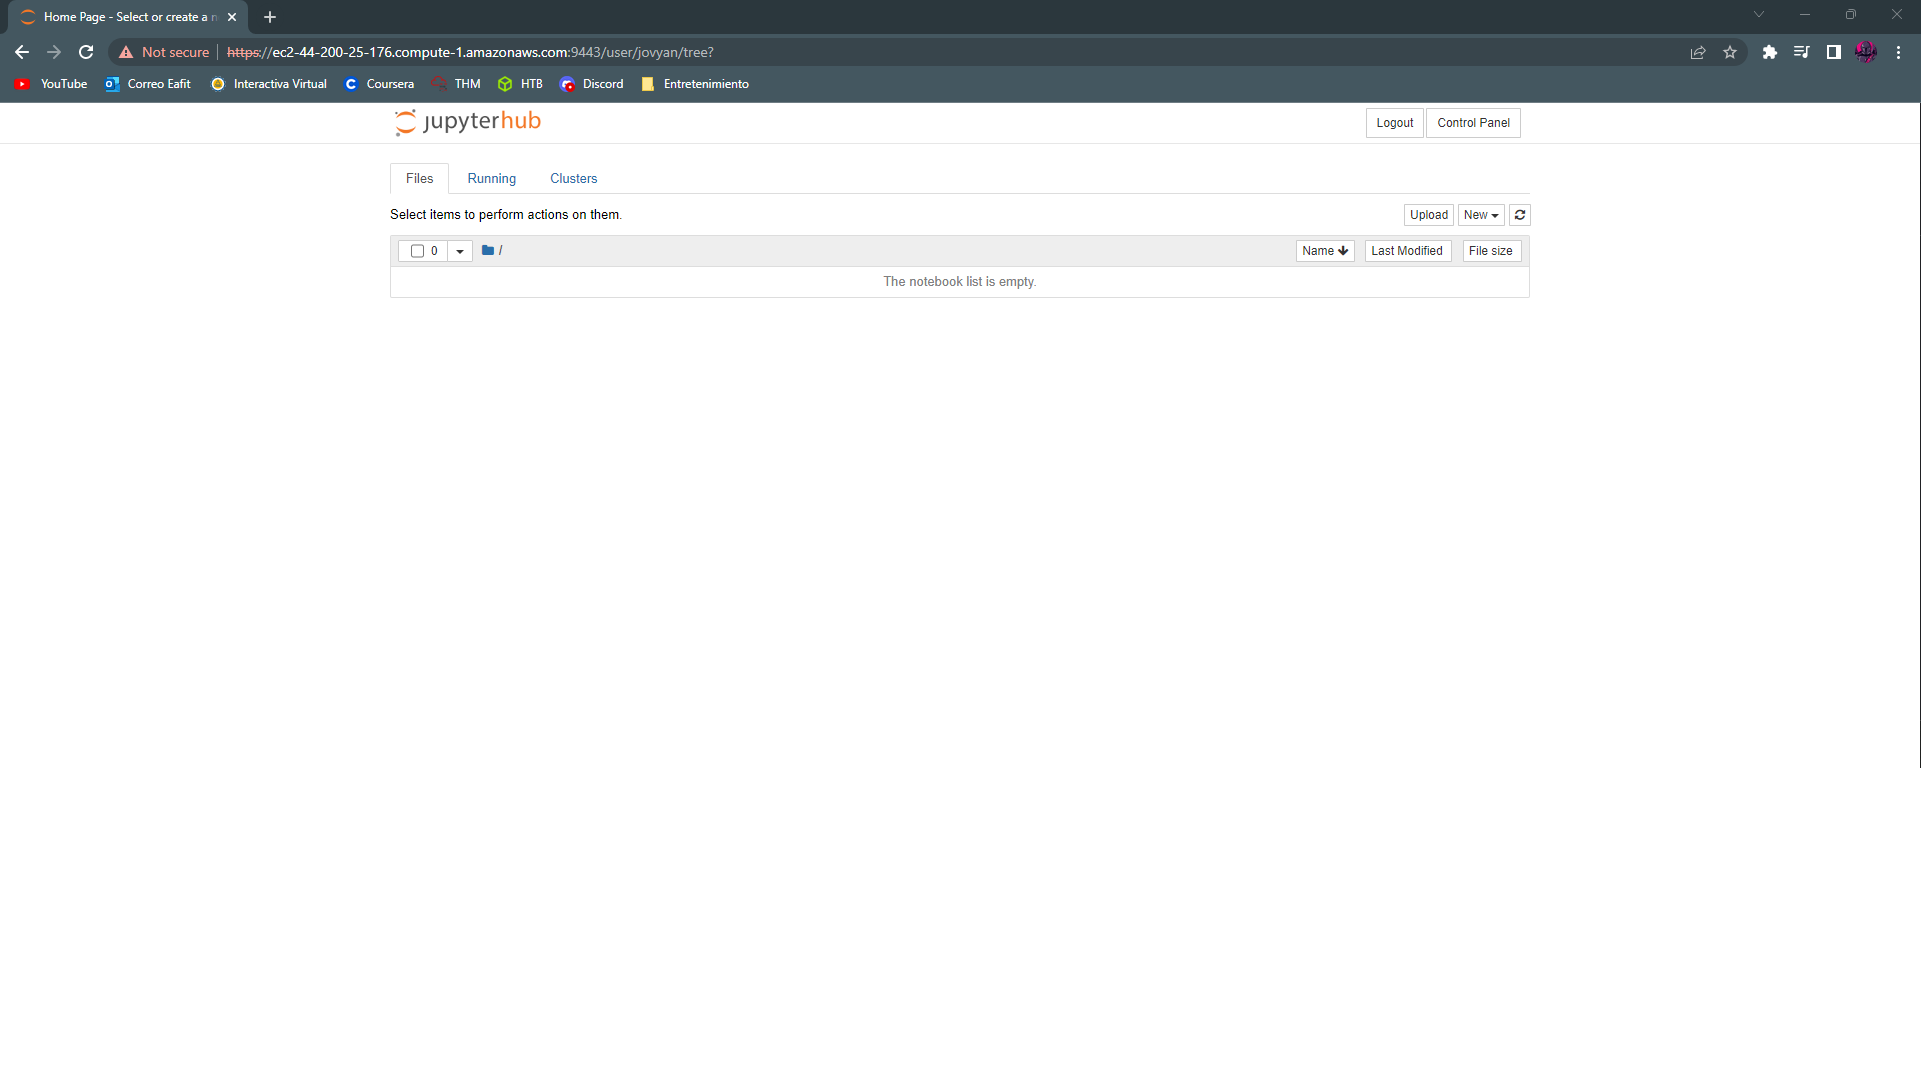 Home Page - Select or create a n
Not secure https://ec2-44-200-25-176.compute-1.amazonaws.com:9443/user/jovyan/tree?
YouTube Correo Eafit Interactiva Virtual Coursera THM HTB Discord Entretenimiento
jupyterhub Logout Control Panel
Files Running Clusters
Select items to perform actions on them. Upload New
0 / Name Last Modified File size
The notebook list is empty.